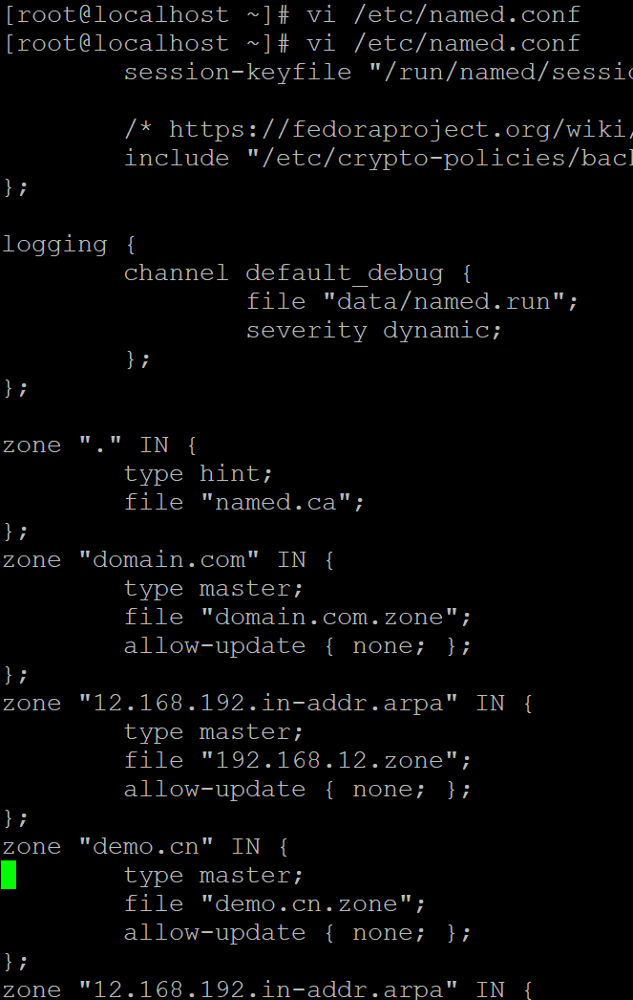 [root@localhost ~]# vi /etc/named.conf
[root@localhost ~]# vi /etc/named.conf
        session-keyfile "/run/named/sessio

        /* https://fedoraproject.org/wiki/
        include "/etc/crypto-policies/back
};

logging {
        channel default_debug {
                file "data/named.run";
                severity dynamic;
        };
};

zone "." IN {
        type hint;
        file "named.ca";
};
zone "domain.com" IN {
        type master;
        file "domain.com.zone";
        allow-update { none; };
};
zone "12.168.192.in-addr.arpa" IN {
        type master;
        file "192.168.12.zone";
        allow-update { none; };
};
zone "demo.cn" IN {
        type master;
        file "demo.cn.zone";
        allow-update { none; };
};
zone "12.168.192.in-addr.arpa" IN {